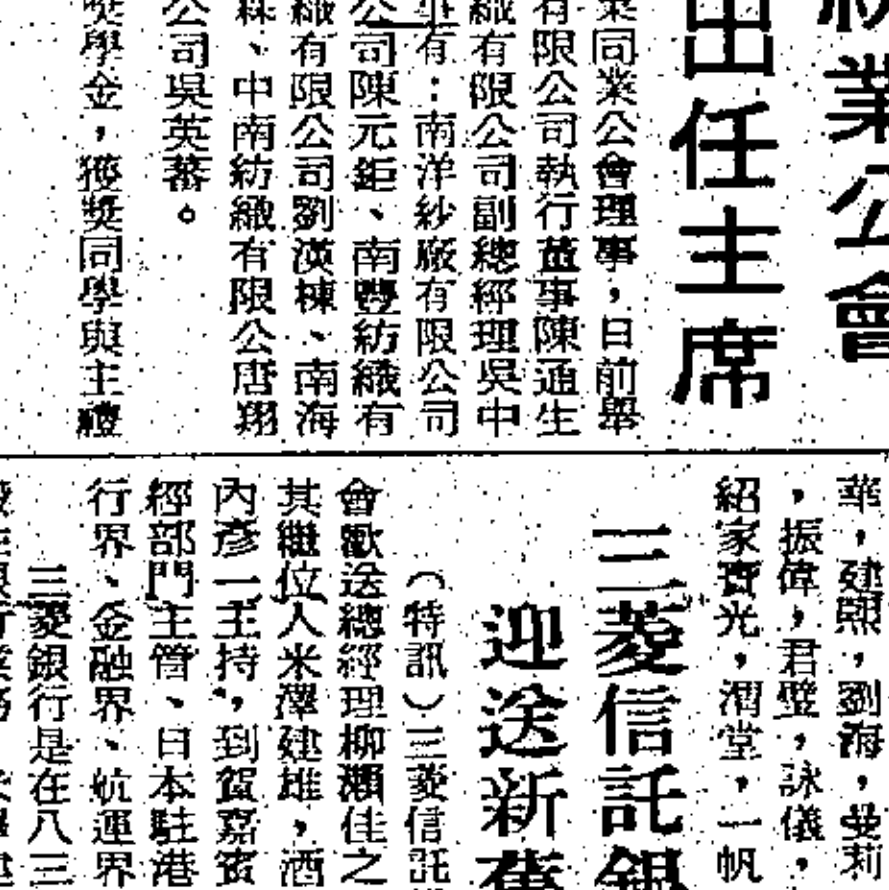 業公會
出任主席
業同業公會理事，日前舉
有限公司執行董事陳通生
織有限公司副總經理吳中
有：南洋紗廠有限公司
公司陳元鉅、南豐紡織有
織有限公司劉漢棟、南海
森、中南紡織有限公唐翔
公司吳英蕃。
獎學金，獲獎同學與主禮
華，建熙，劉海，曼莉
，振偉，君璧，詠儀，
紹家寶光，渭堂，一帆
三菱信託銀
迎送新舊
（特訊）三菱信託
會歡送總經理柳瀨佳之
其繼位人米澤建雄，酒
內彥一主持，到賀嘉賓
經部門主管、日本駐港
行界、金融界、航運界
三菱銀行是在八三